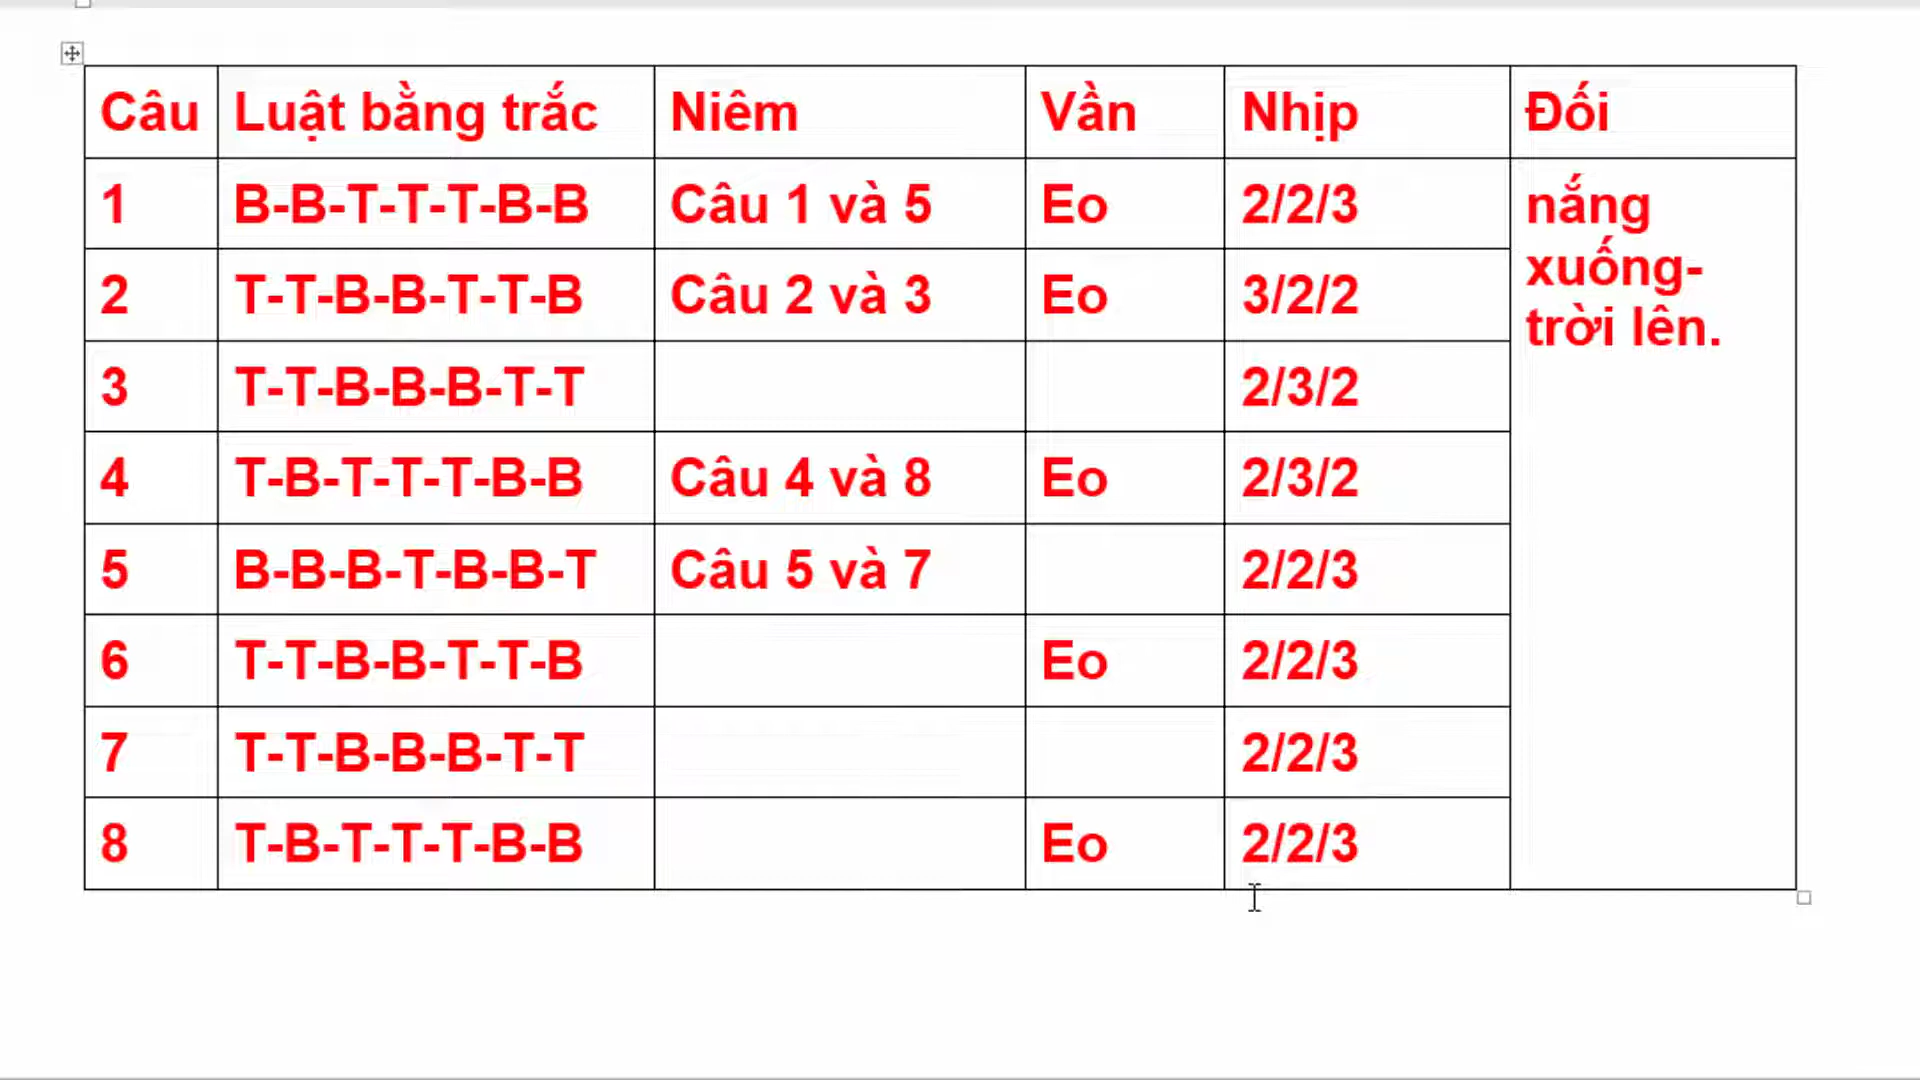 Câu Luật bằng trắc Niêm Vần Nhịp Đối
1 B-B-T-T-T-B-B Câu 1 và 5 Eo 2/2/3 nắng
xuống-
trời lên.
2 T-T-B-B-T-T-B Câu 2 và 3 Eo 3/2/2
3 T-T-B-B-B-T-T 2/3/2
4 T-B-T-T-T-B-B Câu 4 và 8 Eo 2/3/2
5 B-B-B-T-B-B-T Câu 5 và 7 2/2/3
6 T-T-B-B-T-T-B Eo 2/2/3
7 T-T-B-B-B-T-T 2/2/3
8 T-B-T-T-T-B-B Eo 2/2/3